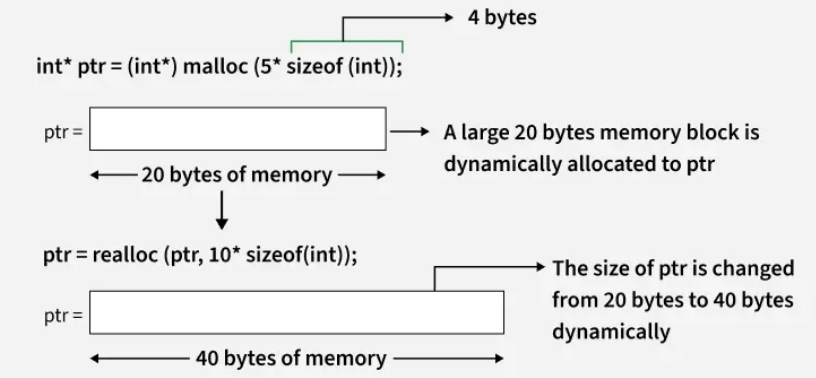 4 bytes
int* ptr = (int*) malloc (5* sizeof (int));
ptr =
A large 20 bytes memory block is
dynamically allocated to ptr
20 bytes of memory
ptr = realloc (ptr, 10* sizeof(int));
The size of ptr is changed
from 20 bytes to 40 bytes
dynamically
ptr =
40 bytes of memory